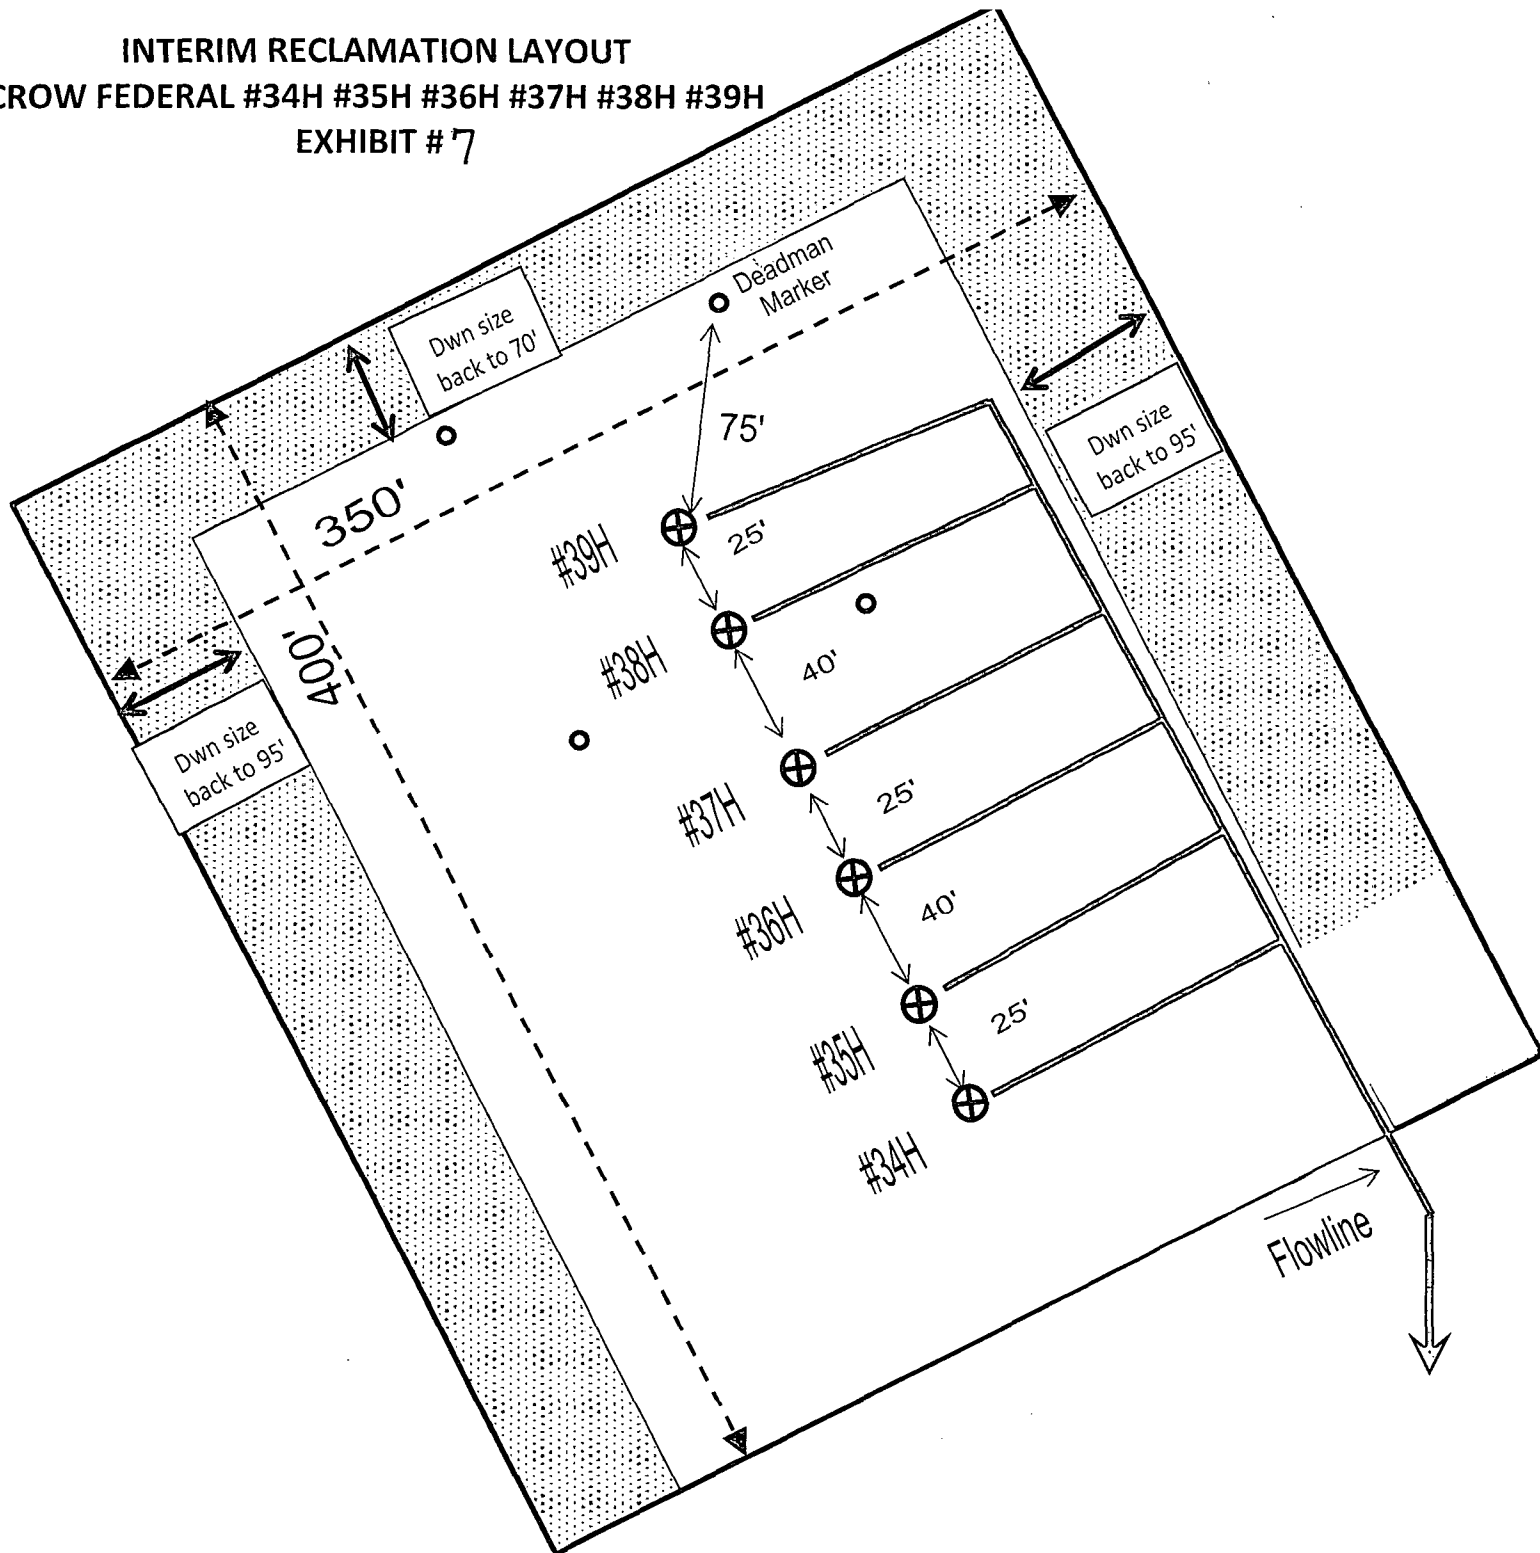 INTERIM RECLAMATION LAYOUT
CROW FEDERAL #34H #35H #36H #37H #38H #39H
EXHIBIT # 7
Deadman
Marker
Dwn size
back to 70'
75'
Dwn size
back to 95'
350'
#39H
25'
400'
#38H
40'
Dwn size
back to 95'
#37H
25'
#36H
40'
#35H
25'
#34H
Flowline